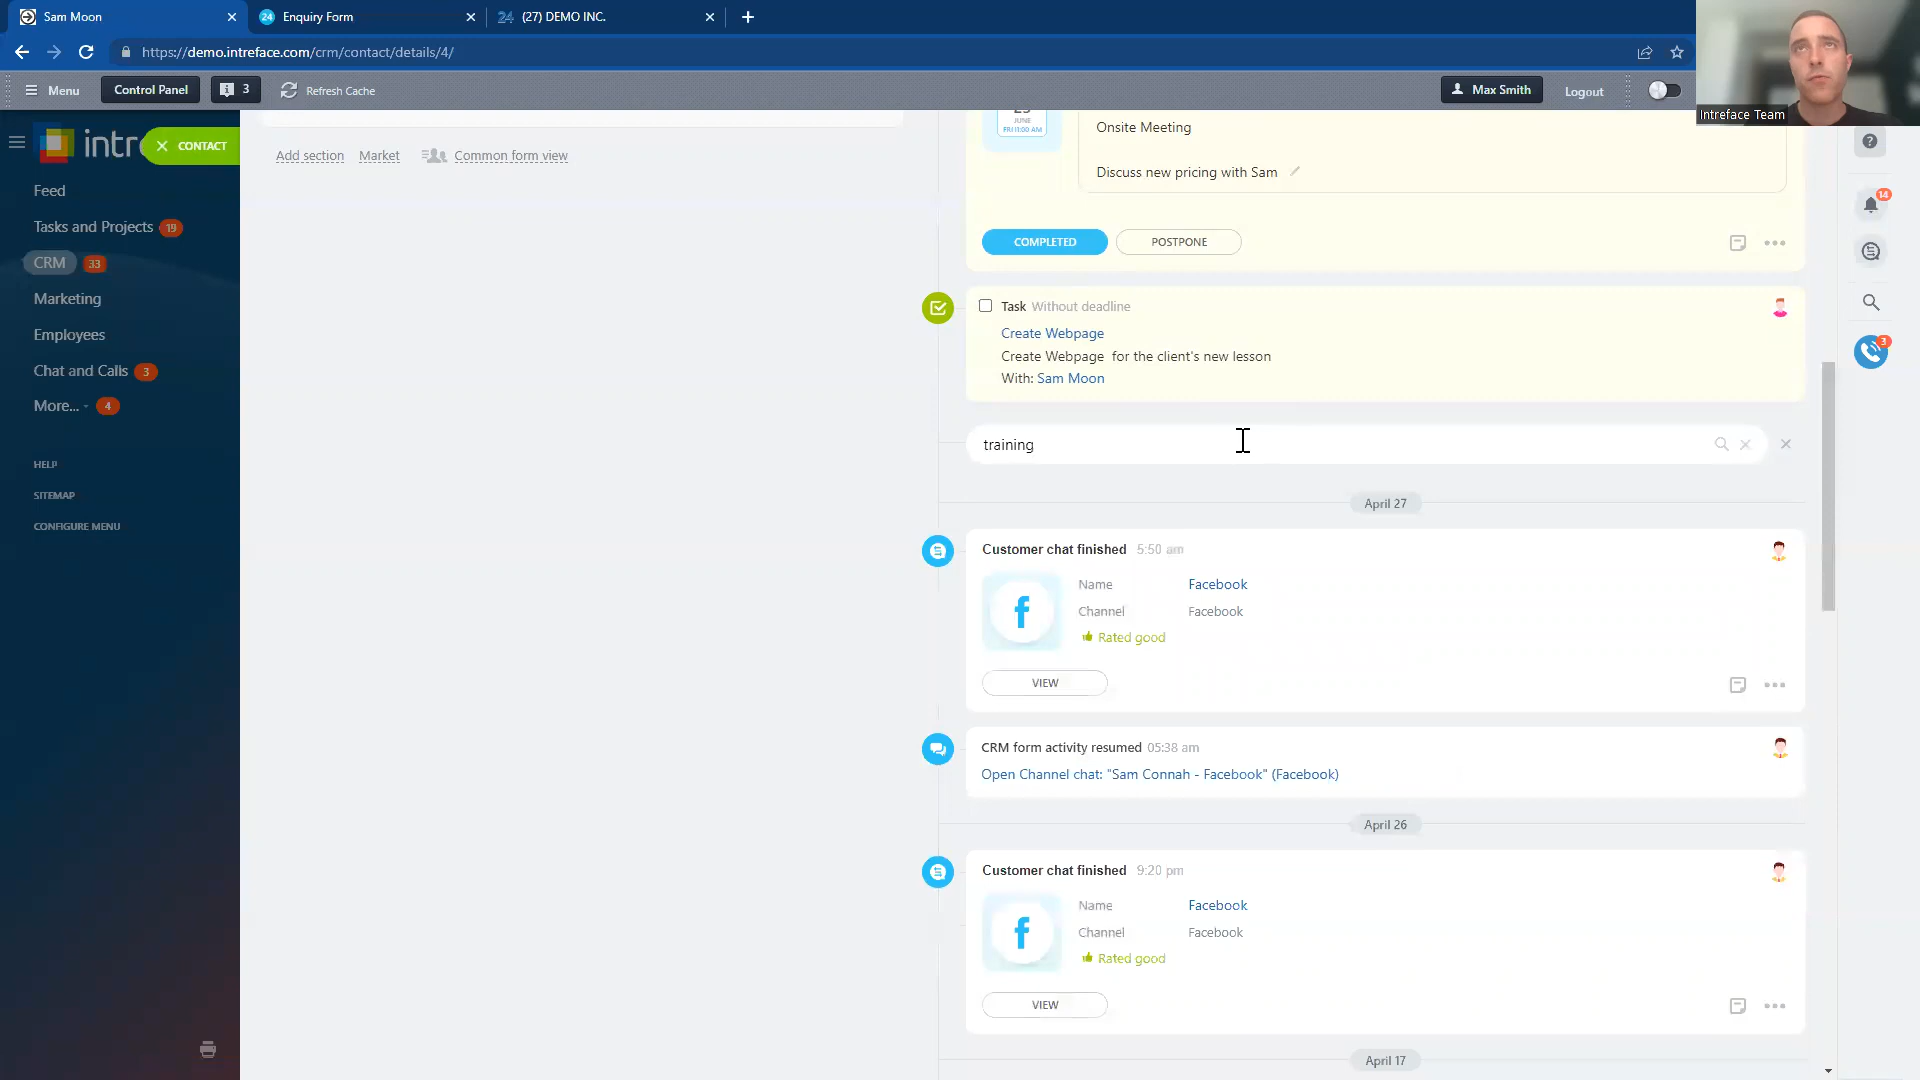 Sam Moon
24 Enquiry Form
24 (27) DEMO INC.
https://demo.intreface.com/crm/contact/details/4/
Menu
Control Panel
3
Refresh Cache
Max Smith
Logout
Intreface Team
intr
CONTACT
Feed
Tasks and Projects 19
CRM 33
Marketing
Employees
Chat and Calls 3
More... 4
HELP
SITEMAP
CONFIGURE MENU
Add section
Market
Common form view
JUNE
FRI 11:00 AM
Onsite Meeting
Discuss new pricing with Sam
COMPLETED
POSTPONE
Task Without deadline
Create Webpage
Create Webpage for the client's new lesson
With: Sam Moon
training
April 27
Customer chat finished 5:50 am
Name Facebook
Channel Facebook
Rated good
VIEW
CRM form activity resumed 05:38 am
Open Channel chat: "Sam Connah - Facebook" (Facebook)
April 26
Customer chat finished 9:20 pm
Name Facebook
Channel Facebook
Rated good
VIEW
April 17
14
3